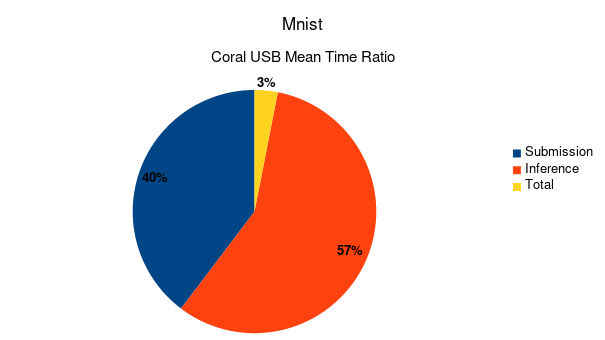 Mnist
Coral USB Mean Time Ratio
3%
40%
57%
Submission
Inference
Total